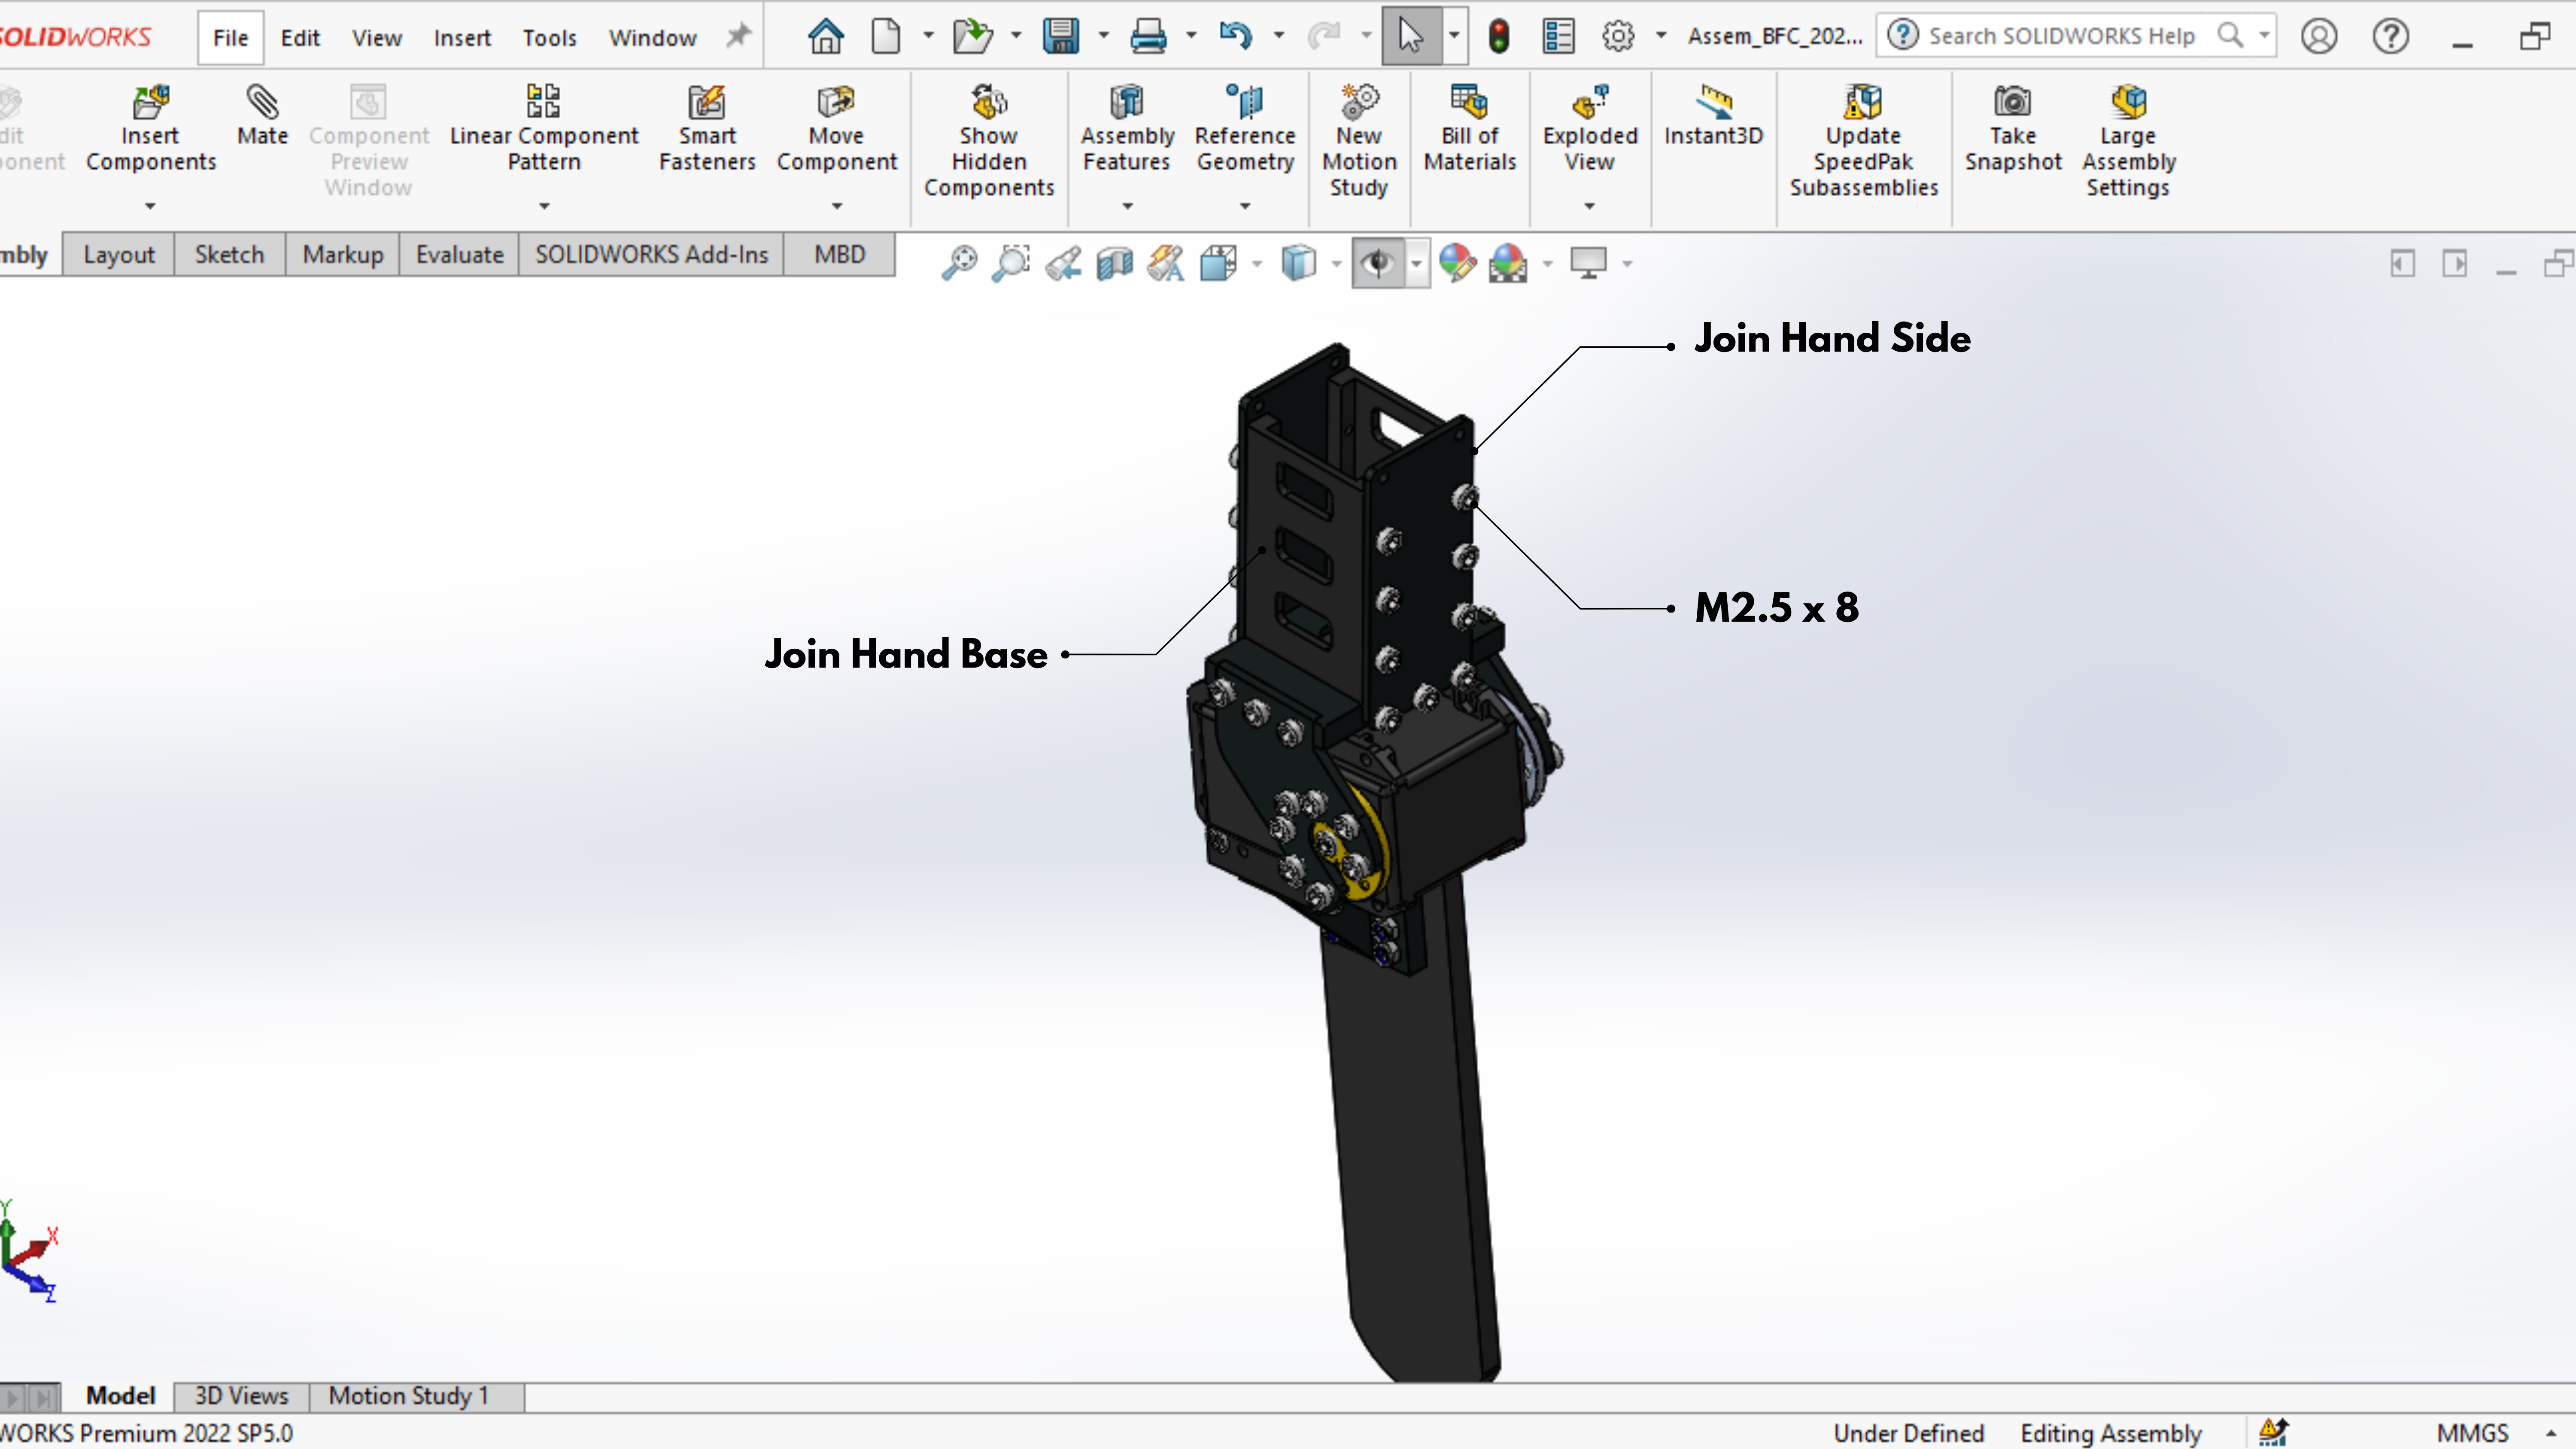 SOLIDWORKS File Edit View Insert Tools Window Assem_BFC_202... Search SOLIDWORKS Help
dit
onent
Insert
Components
Mate
Component
Preview
Window
Linear Component
Pattern
Smart
Fasteners
Move
Component
Show
Hidden
Components
Assembly
Features
Reference
Geometry
New
Motion
Study
Bill of
Materials
Exploded
View
Instant3D
Update
SpeedPak
Subassemblies
Take
Snapshot
Large
Assembly
Settings
mbly Layout Sketch Markup Evaluate SOLIDWORKS Add-Ins MBD
Join Hand Side
M2.5 x 8
Join Hand Base
Y
X
Z
Model 3D Views Motion Study 1
WORKS Premium 2022 SP5.0 Under Defined Editing Assembly MMGS